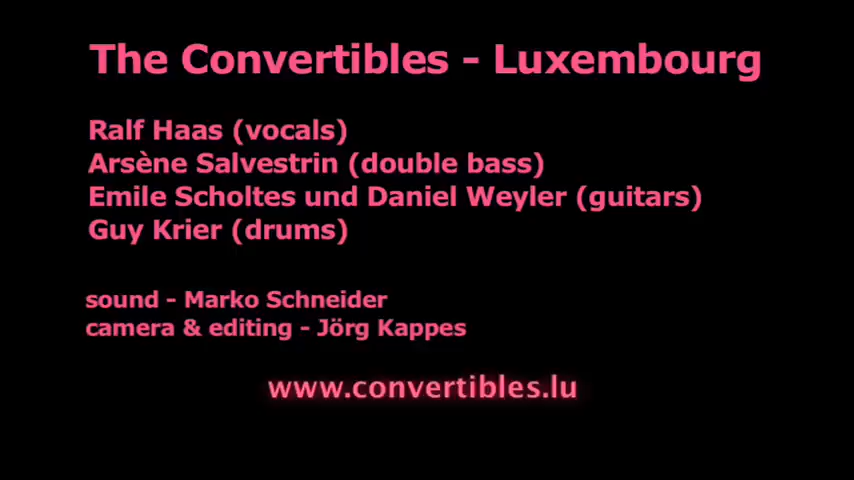 The Convertibles - Luxembourg
Ralf Haas (vocals)
Arsène Salvestrin (double bass)
Emile Scholtes und Daniel Weyler (guitars)
Guy Krier (drums)
sound - Marko Schneider
camera & editing - Jörg Kappes
www.convertibles.lu